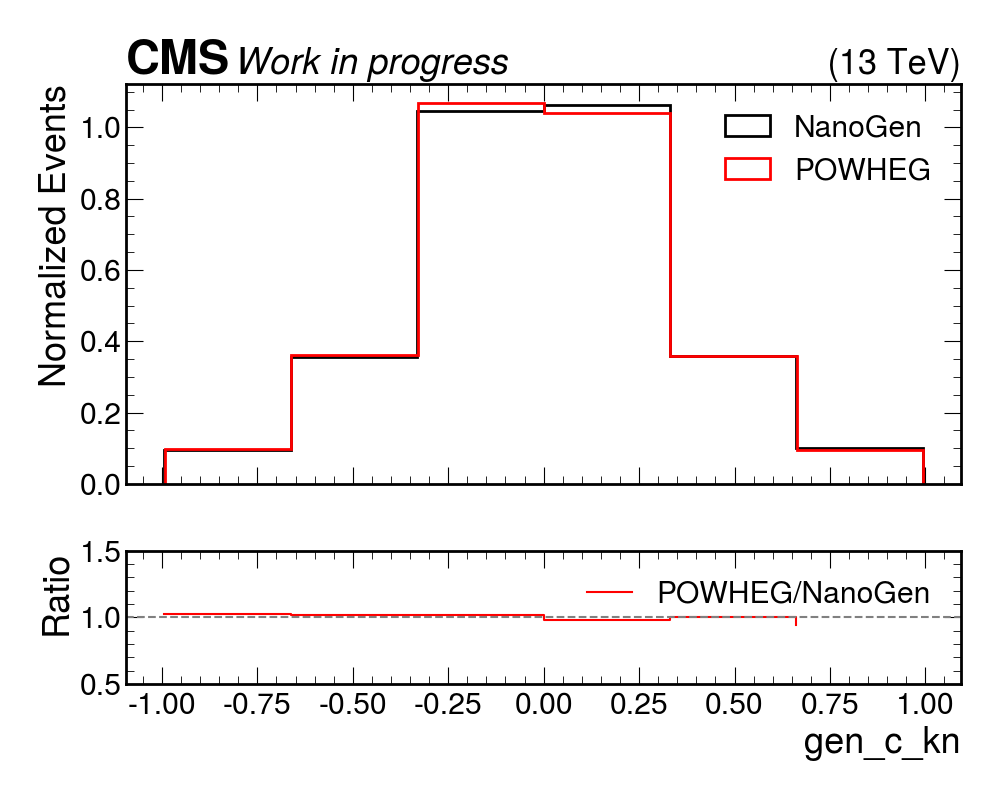 CMS Work in progress (13 TeV)
Normalized Events
1.0
0.8
0.6
0.4
0.2
0.0
NanoGen
POWHEG
Ratio
1.5
1.0
0.5
POWHEG/NanoGen
-1.00 -0.75 -0.50 -0.25 0.00 0.25 0.50 0.75 1.00
gen_c_kn